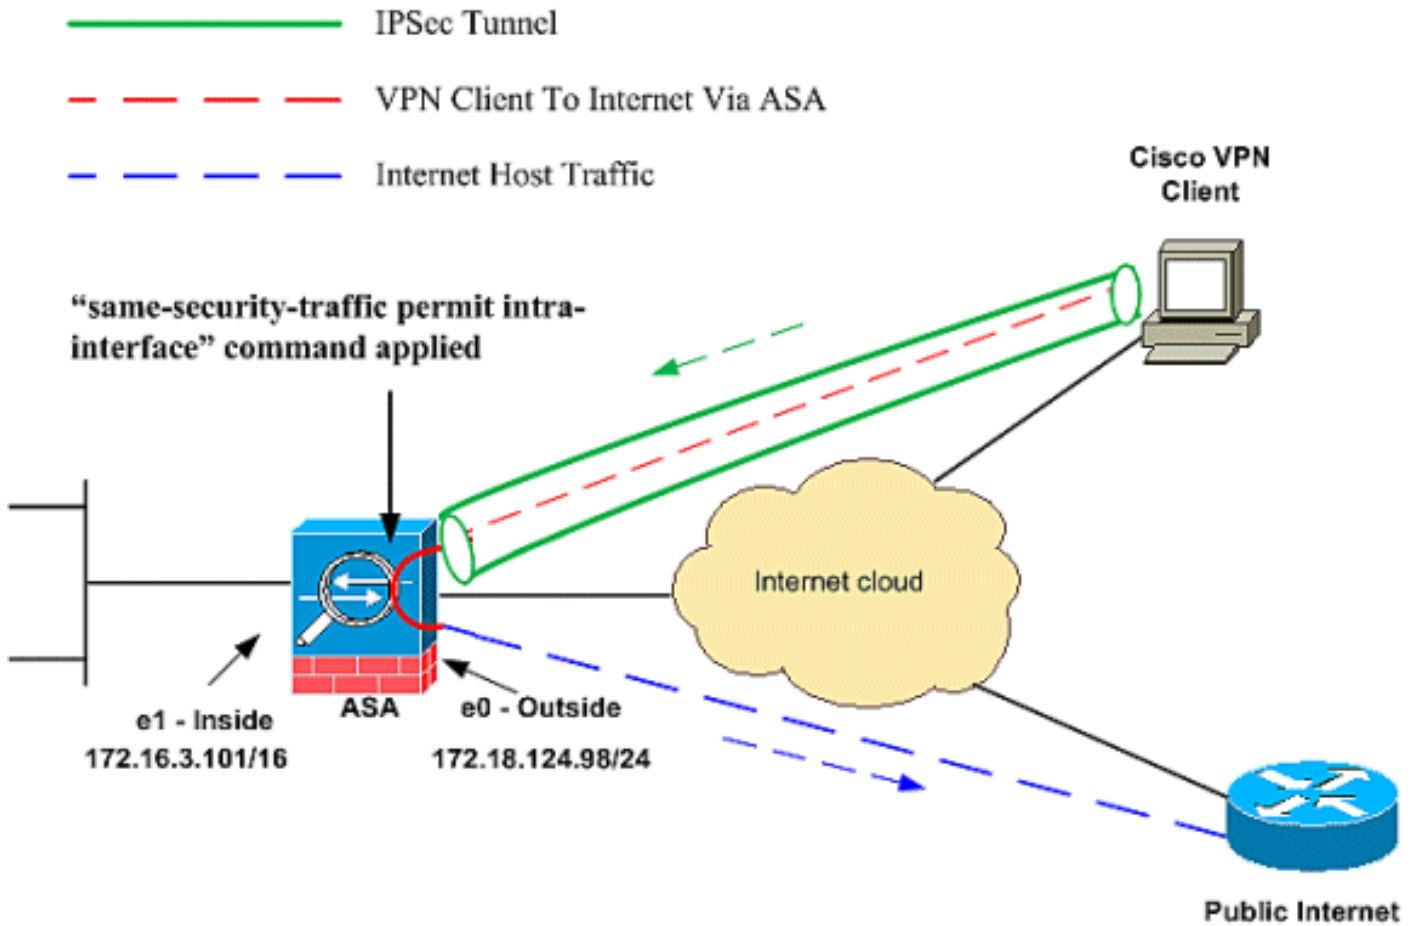 IPSec Tunnel
VPN Client To Internet Via ASA
Internet Host Traffic
Cisco VPN
Client
“same-security-traffic permit intra-
interface” command applied
Internet cloud
ASA
e1 - Inside
172.16.3.101/16
e0 - Outside
172.18.124.98/24
Public Internet